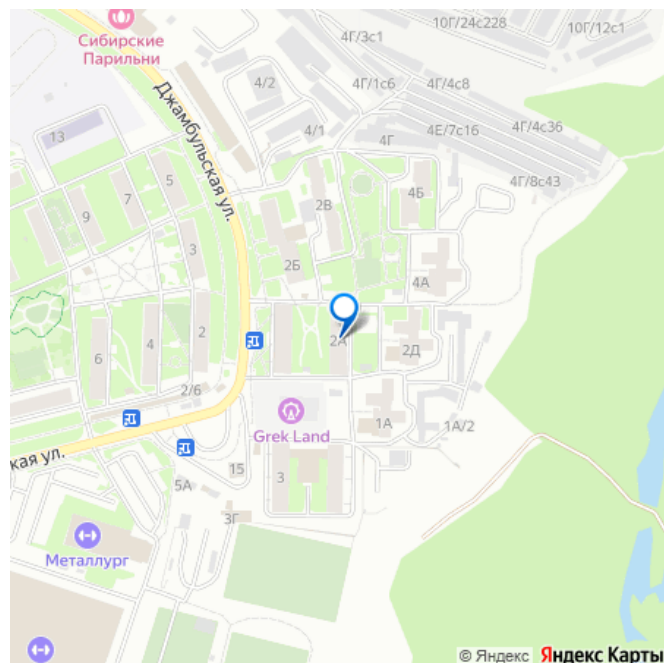 10Г/24с228
10Г/12с1
Сибирские
Парильни
4Г/3с1
4/2
4Г/1с6
4Г/4с8
Джамбульская ул.
13
4/1
4Г
4Е/7с16
4Г/4с36
5
4Г/8с43
7
4Б
9
2В
3
2Б
4А
2
2А
4
2Д
6
2/6
1А
Grek Land
1А/2
кая ул.
15
3
5А
3Г
Металлург
© Яндекс Яндекс Карты